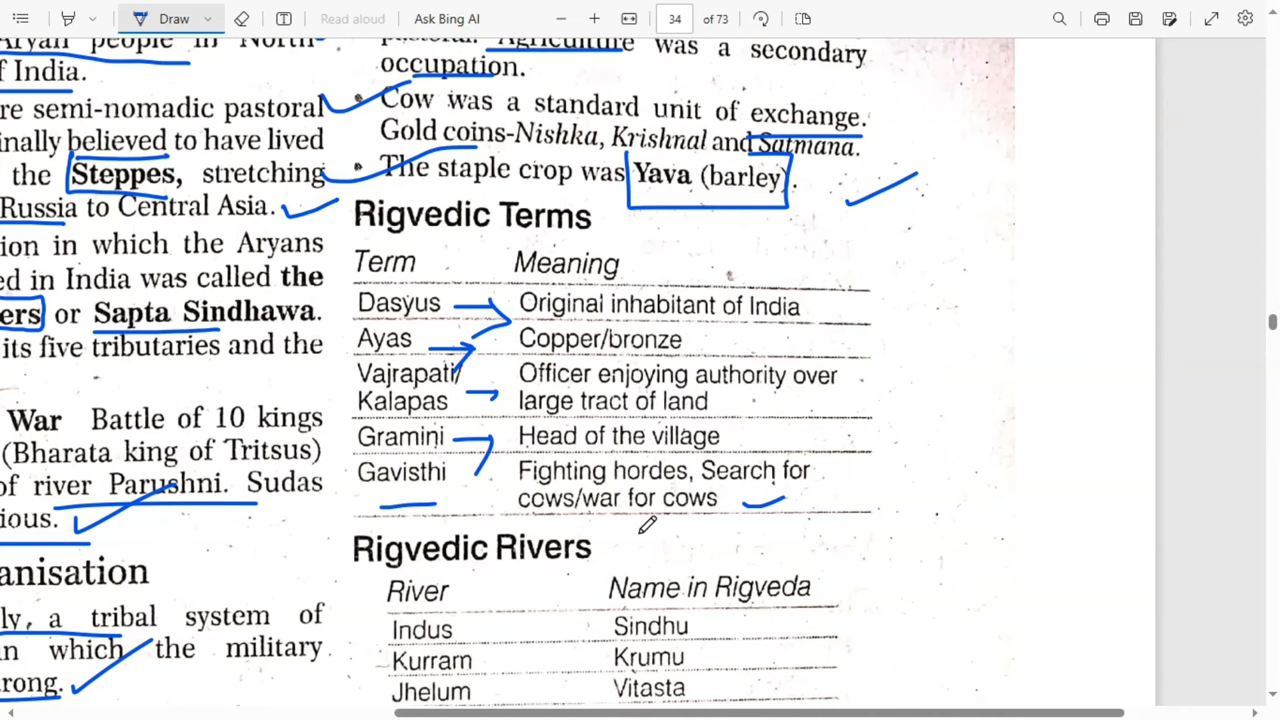 Draw
Read aloud
Ask Bing AI
34 of 73
Aryan people in North-
f India.
re semi-nomadic pastoral
inally believed to have lived
the Steppes, stretching
Russia to Central Asia.
ion in which the Aryans
ed in India was called the
ers or Sapta Sindhawa.
its five tributaries and the
War Battle of 10 kings
(Bharata king of Tritsus)
of river Parushni. Sudas
ious.
anisation
ly, a tribal system of
n which the military
rong.
pastoral. Agriculture was a secondary
occupation.
• Cow was a standard unit of exchange.
Gold coins-Nishka, Krishnal and Satmana.
• The staple crop was Yava (barley).
Rigvedic Terms
Term Meaning
Dasyus Original inhabitant of India
Ayas Copper/bronze
Vajrapati/ Officer enjoying authority over
Kalapas large tract of land
Gramini Head of the village
Gavisthi Fighting hordes, Search for
cows/war for cows
Rigvedic Rivers
River Name in Rigveda
Indus Sindhu
Kurram Krumu
Jhelum Vitasta